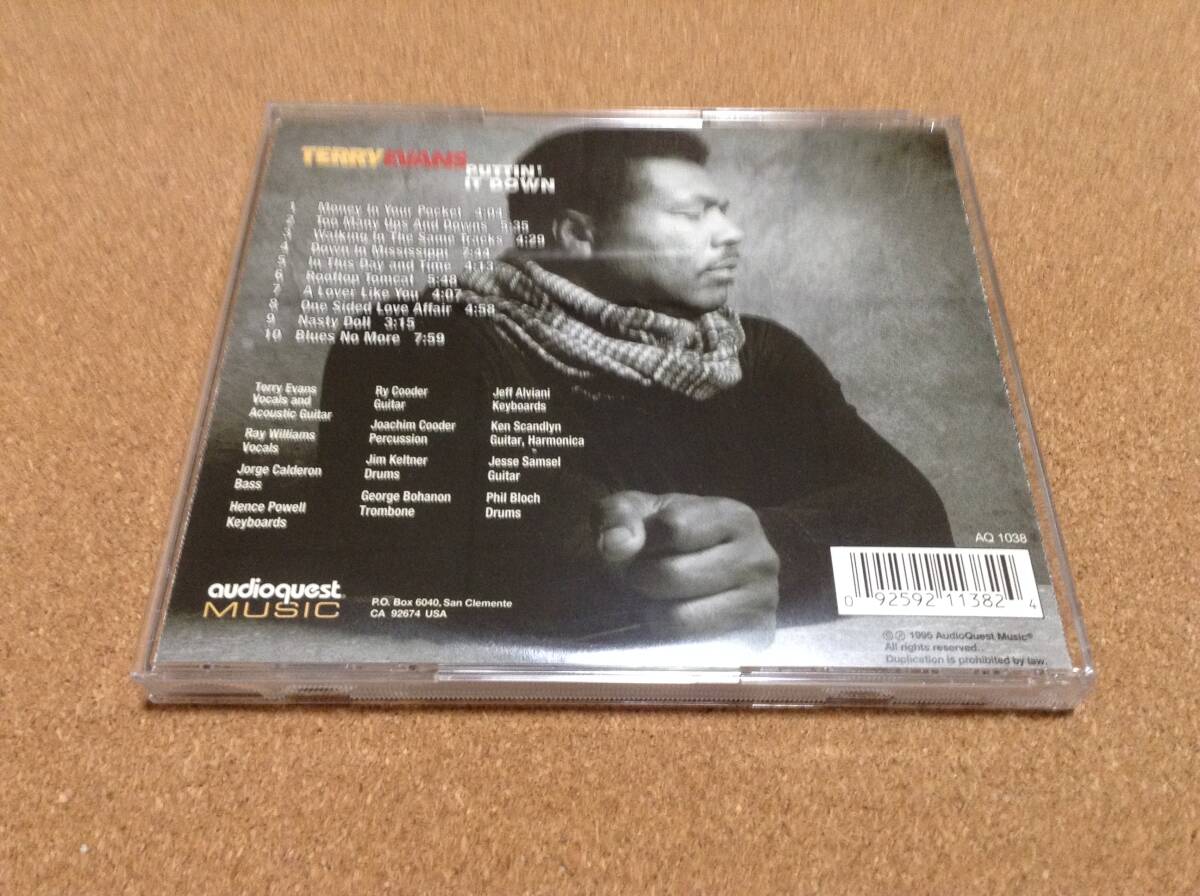 TERRY EVANS
PUTTIN'
IT DOWN
1 Money In Your Pocket 4:04
2 Too Many Ups And Downs 5:35
3 Walking In The Same Tracks 4:29
4 Down In Mississippi 7:44
5 In This Day and Time
6 Rooftop Tomcat 5:48
7 A Lover Like You 4:07
8 One Sided Love Affair 4:58
9 Nasty Doll 3:15
10 Blues No More 7:59
Terry Evans
Vocals and
Acoustic Guitar
Ray Williams
Vocals
Jorge Calderon
Bass
Hence Powell
Keyboards
Ry Cooder
Guitar
Joachim Cooder
Percussion
Jim Keltner
Drums
George Bohanon
Trombone
Jeff Alviani
Keyboards
Ken Scandlyn
Guitar, Harmonica
Jesse Samsel
Guitar
Phil Bloch
Drums
audioquest
MUSIC
P.O. Box 6040, San Clemente
CA 92674 USA
AQ 1038
0 92592 11382 4
© ℗ 1995 AudioQuest Music®
All rights reserved.
Duplication is prohibited by law.